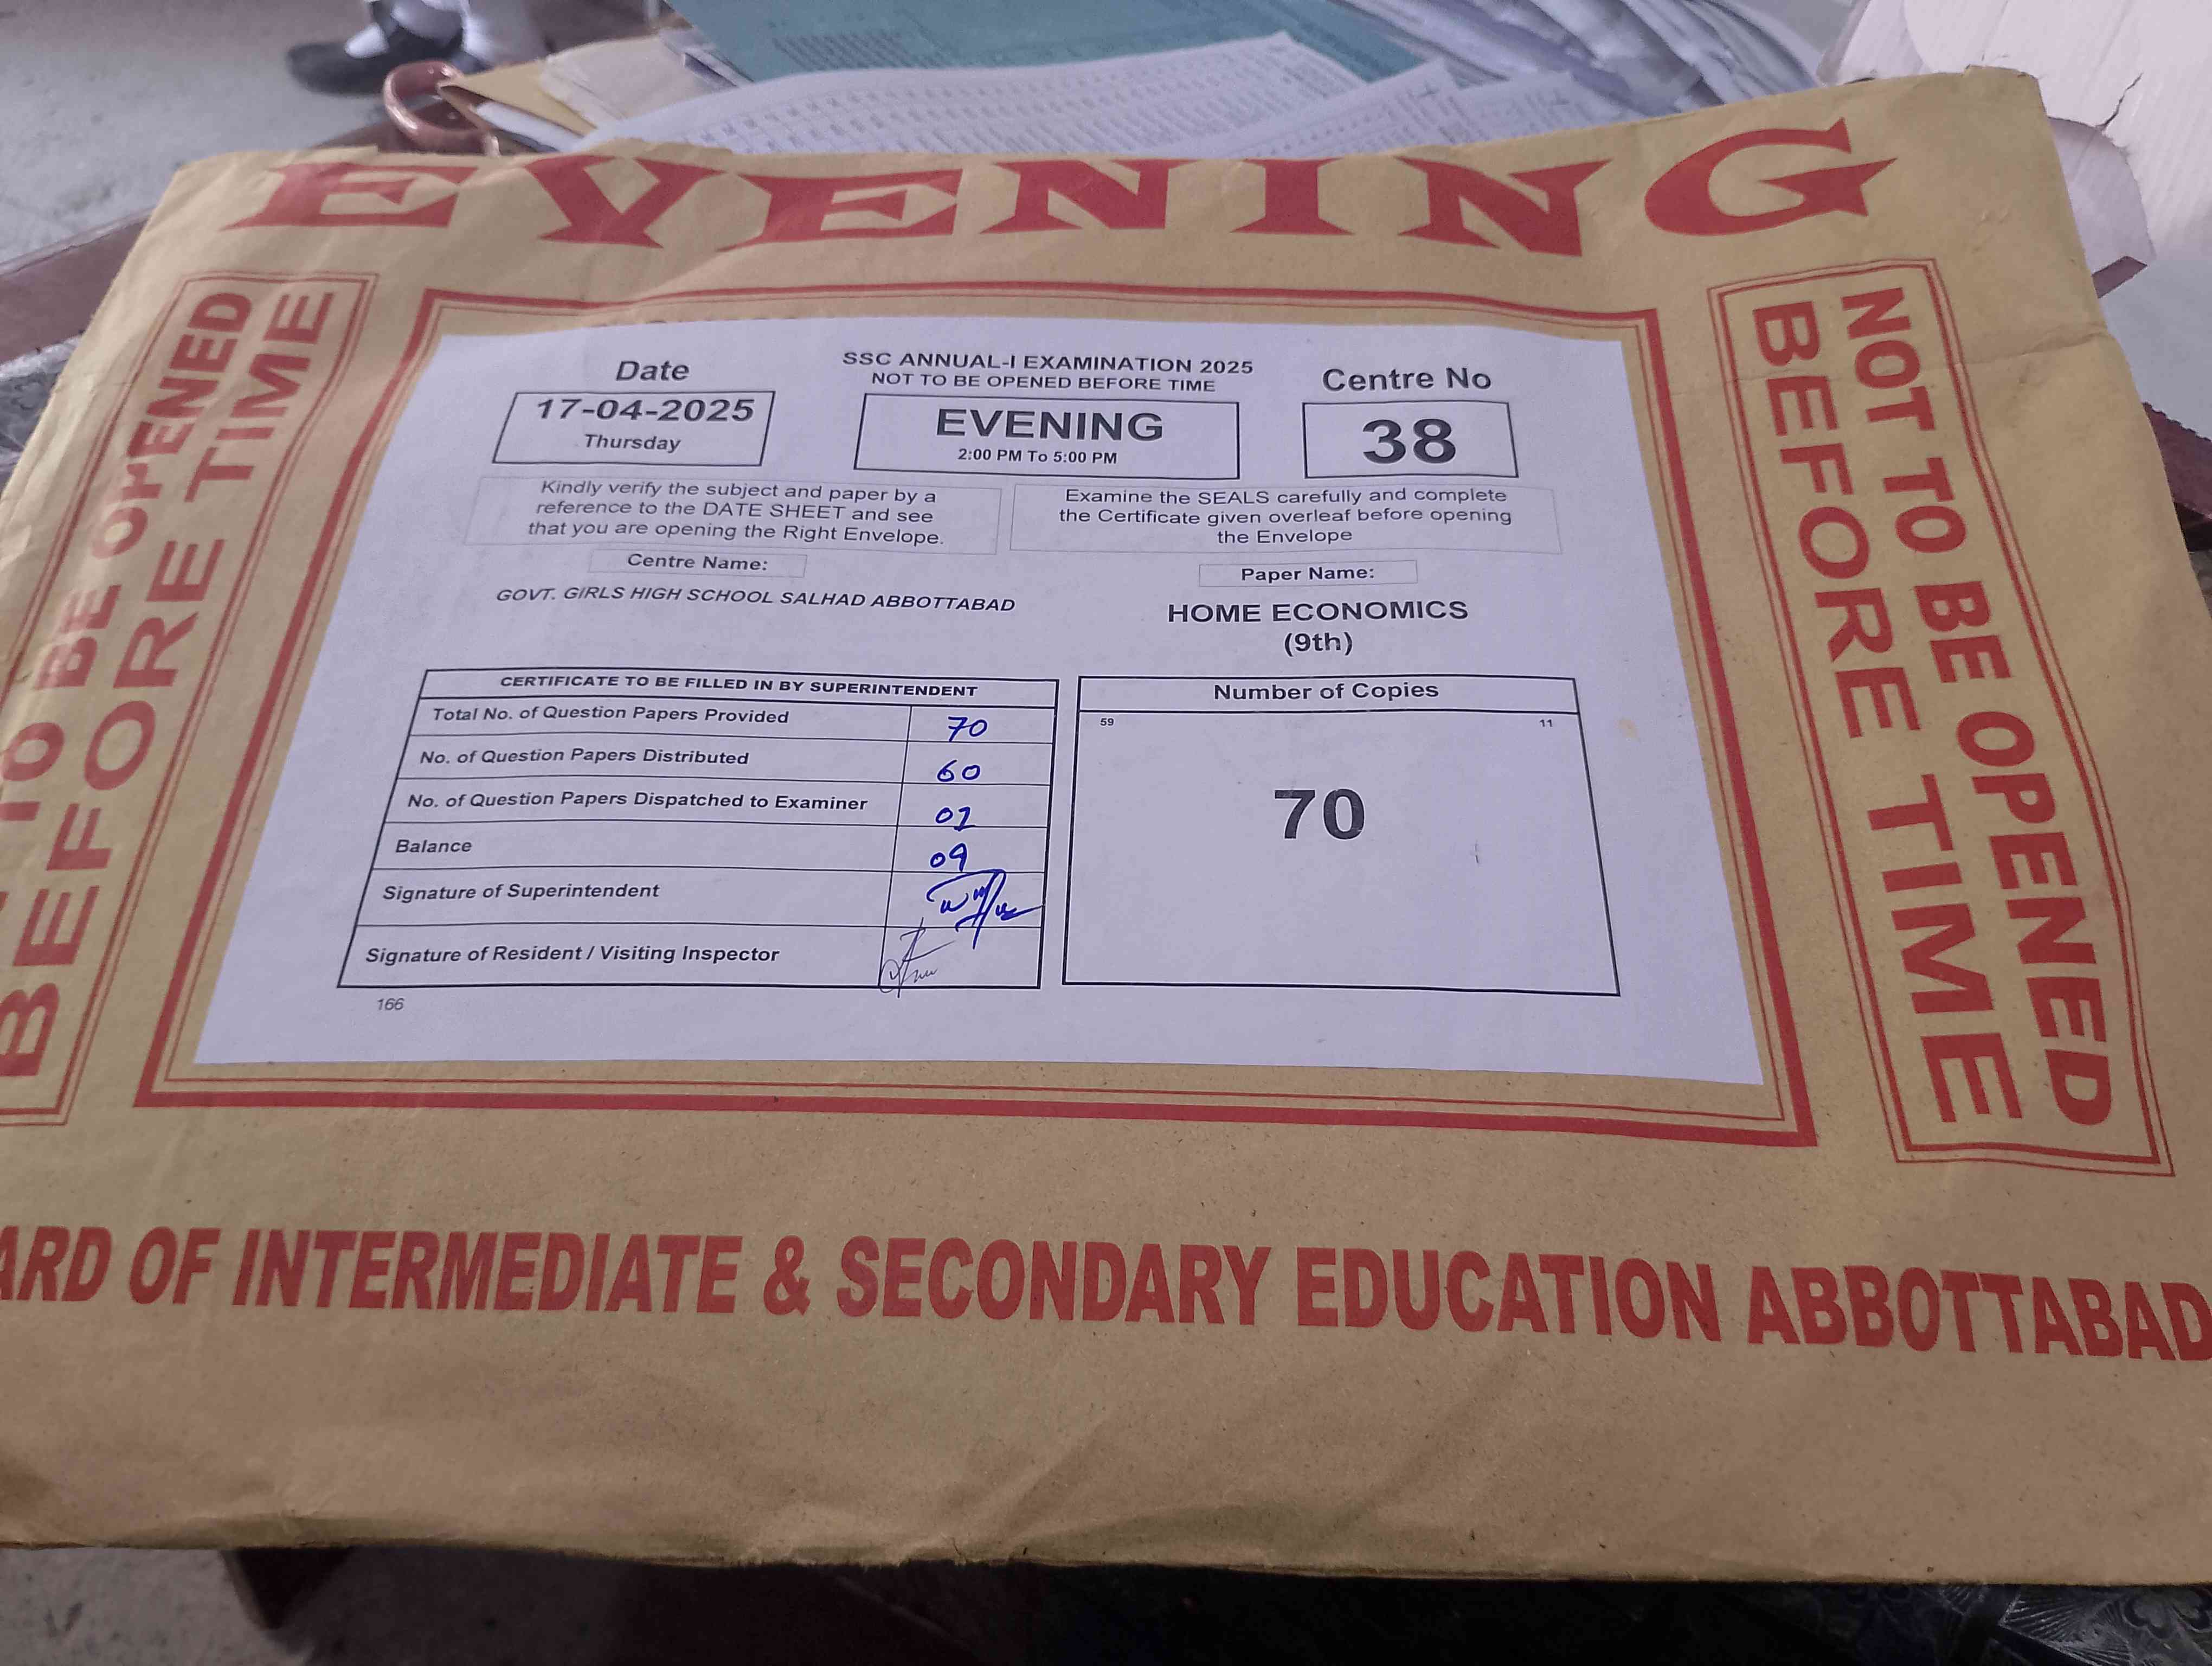 EVENING
NOT TO BE OPENED
BEFORE TIME
TO BE OPENED
BEFORE TIME
Date
17-04-2025
Thursday
SSC ANNUAL-I EXAMINATION 2025
NOT TO BE OPENED BEFORE TIME
EVENING
2:00 PM To 5:00 PM
Centre No
38
Kindly verify the subject and paper by a
reference to the DATE SHEET and see
that you are opening the Right Envelope.
Examine the SEALS carefully and complete
the Certificate given overleaf before opening
the Envelope
Centre Name:
GOVT. GIRLS HIGH SCHOOL SALHAD ABBOTTABAD
Paper Name:
HOME ECONOMICS
(9th)
CERTIFICATE TO BE FILLED IN BY SUPERINTENDENT
Total No. of Question Papers Provided 70
No. of Question Papers Distributed 60
No. of Question Papers Dispatched to Examiner 01
Balance 09
Signature of Superintendent
Signature of Resident / Visiting Inspector
166
Number of Copies
59 11
70
ARD OF INTERMEDIATE & SECONDARY EDUCATION ABBOTTABAD